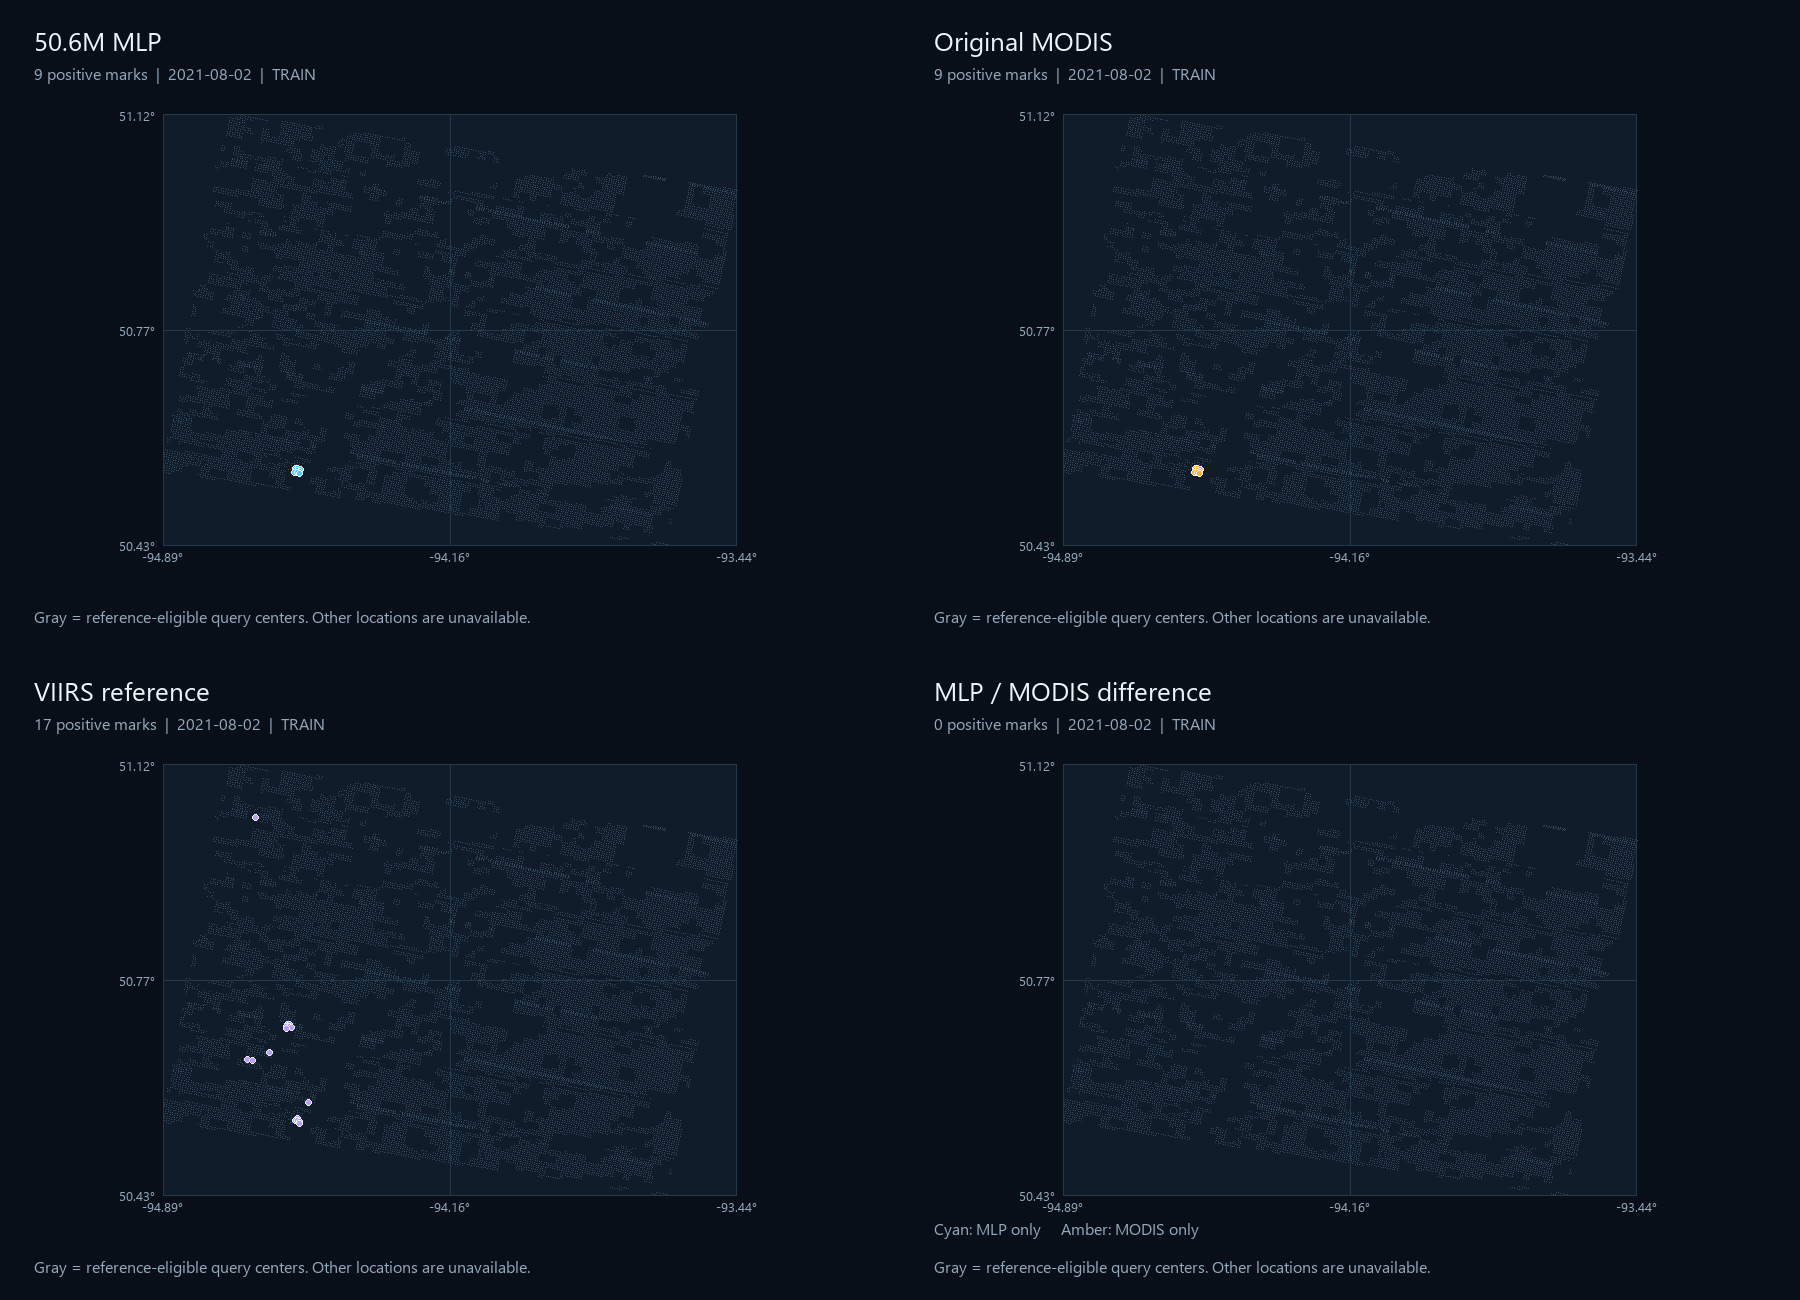 50.6M MLP
9 positive marks | 2021-08-02 | TRAIN
51.12°
50.77°
50.43°
-94.89°
-94.16°
-93.44°
Gray = reference-eligible query centers. Other locations are unavailable.
Original MODIS
9 positive marks | 2021-08-02 | TRAIN
51.12°
50.77°
50.43°
-94.89°
-94.16°
-93.44°
Gray = reference-eligible query centers. Other locations are unavailable.
VIIRS reference
17 positive marks | 2021-08-02 | TRAIN
51.12°
50.77°
50.43°
-94.89°
-94.16°
-93.44°
Gray = reference-eligible query centers. Other locations are unavailable.
MLP / MODIS difference
0 positive marks | 2021-08-02 | TRAIN
51.12°
50.77°
50.43°
-94.89°
-94.16°
-93.44°
Cyan: MLP only Amber: MODIS only
Gray = reference-eligible query centers. Other locations are unavailable.